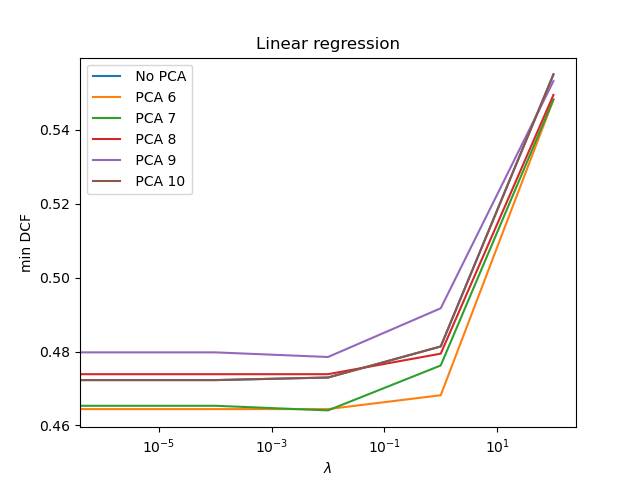 Linear regression
No PCA
PCA 6
PCA 7
PCA 8
PCA 9
PCA 10
min DCF
0.54
0.52
0.50
0.48
0.46
10⁻⁵
10⁻³
10⁻¹
10¹
λ